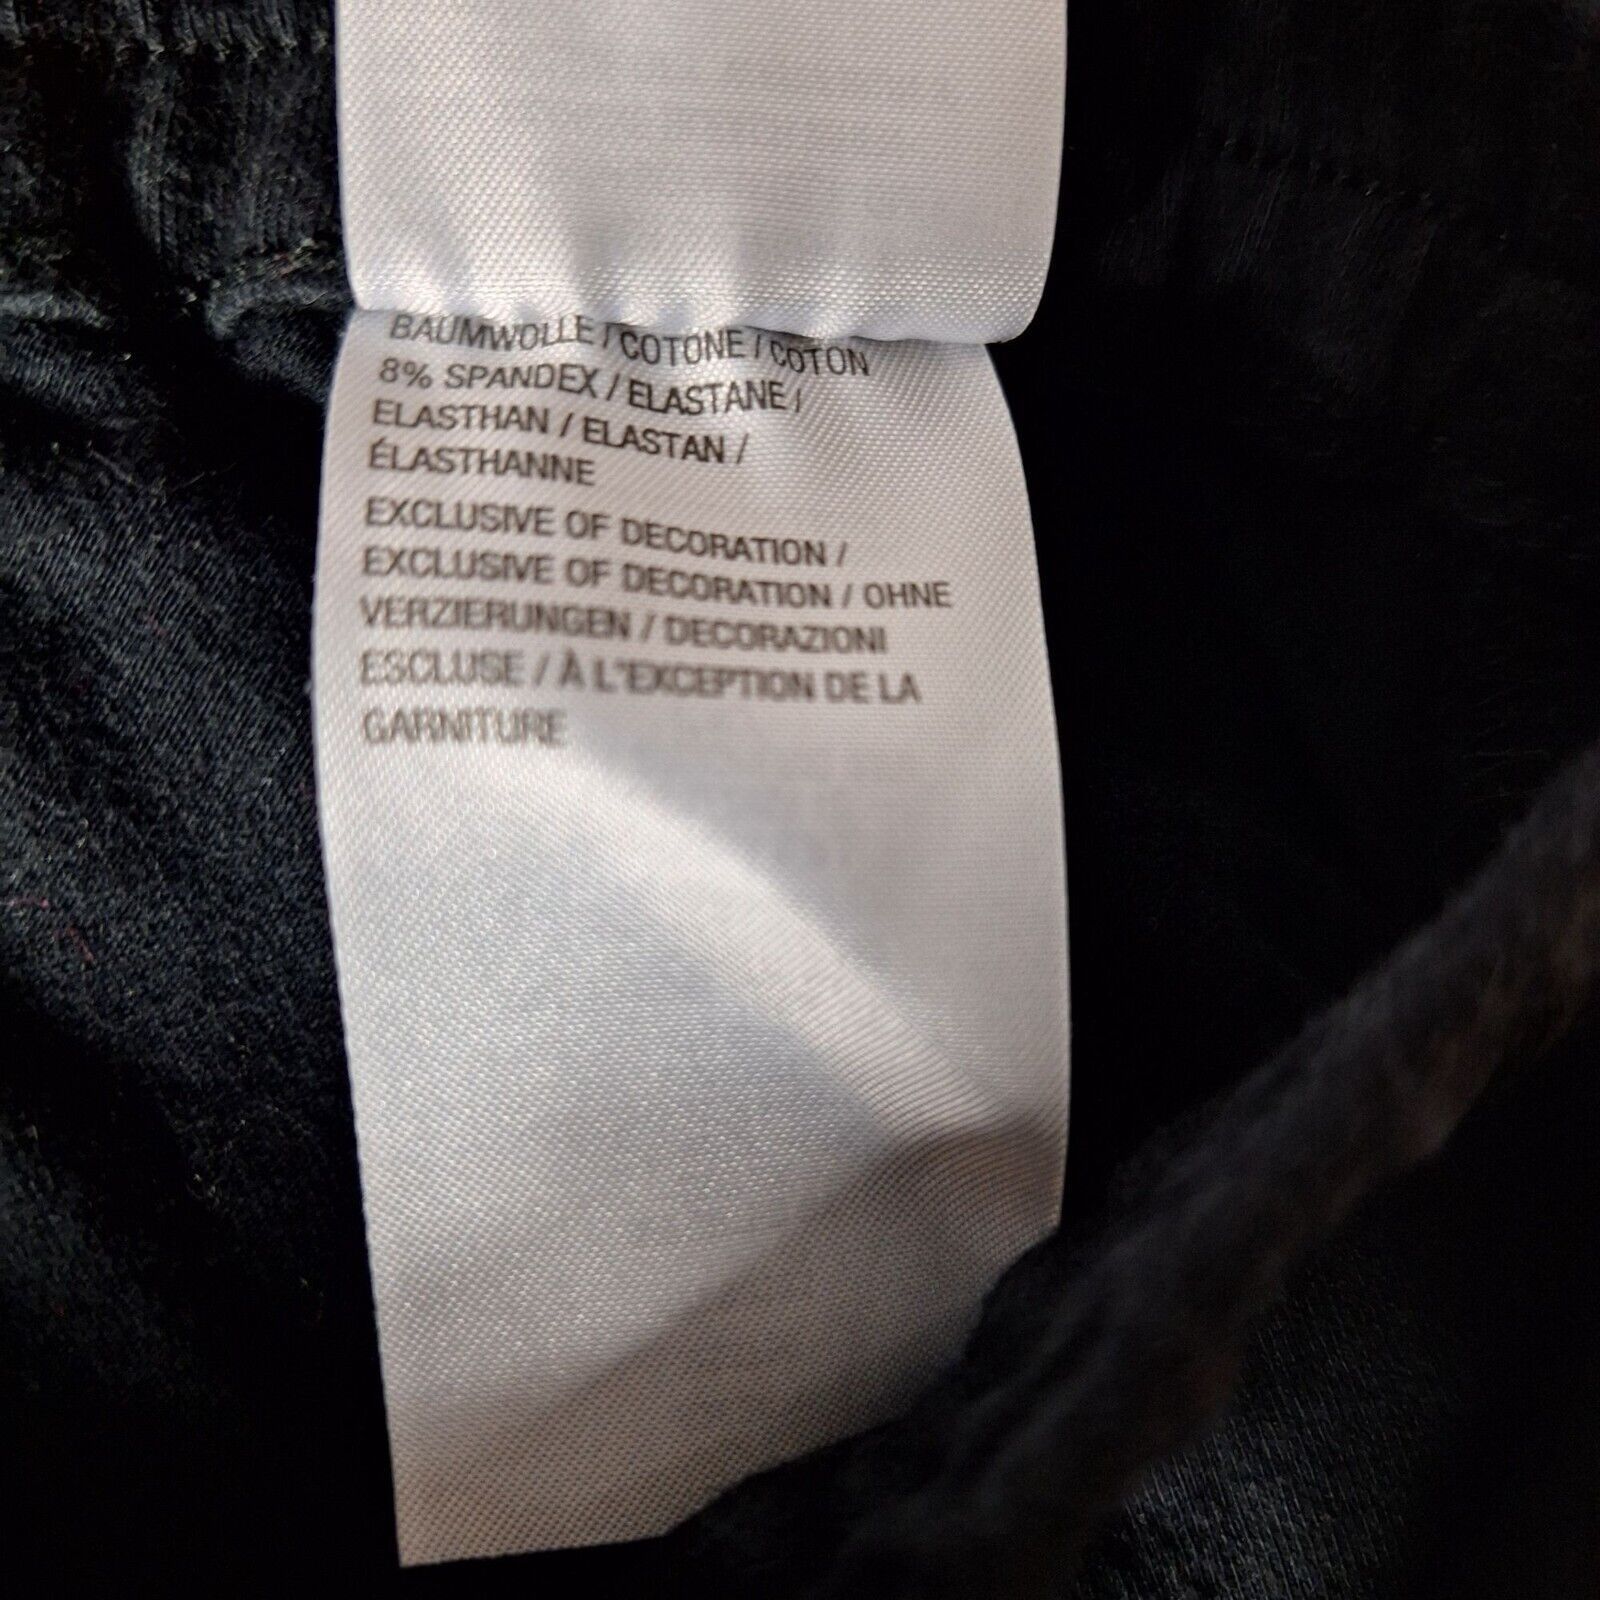 BAUMWOLLE / COTONE / COTON
8% SPANDEX / ELASTANE /
ELASTHAN / ELASTAN /
ÉLASTHANNE
EXCLUSIVE OF DECORATION /
EXCLUSIVE OF DECORATION / OHNE
VERZIERUNGEN / DECORAZIONI
ESCLUSE / À L"EXCEPTION DE LA
GARNITURE